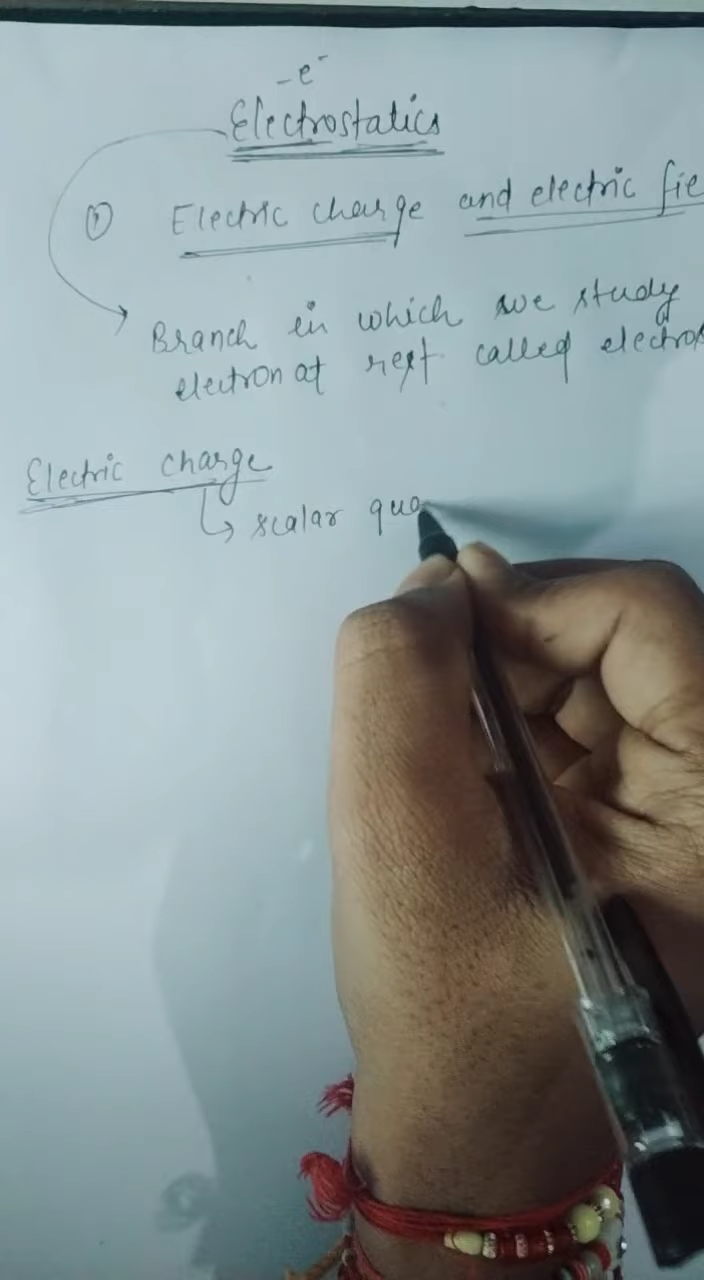 -e⁻
Electrostatics
① Electric charge and electric fie
Branch in which we study
electron at rest called electros
Electric charge
↳ scalar qua